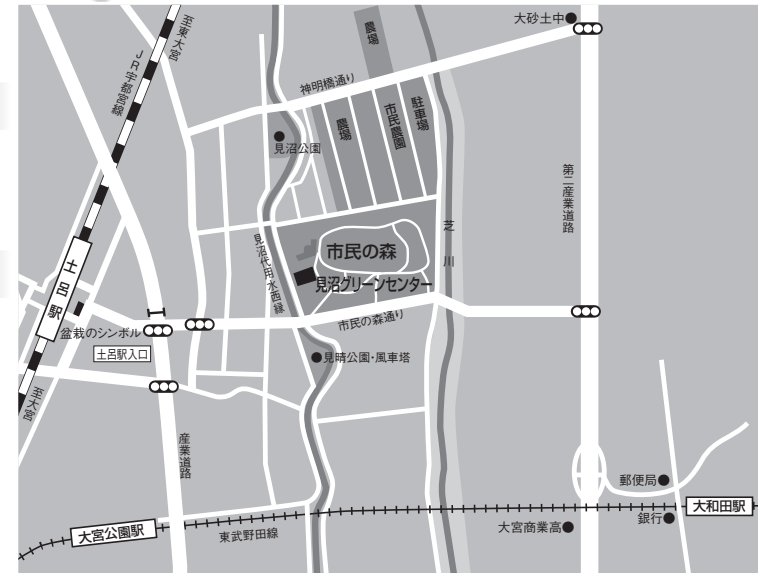 大砂土中
至東大宮
JR宇都宮線
農場
神明橋通り
農場
市民農園
駐車場
見沼公園
第二産業道路
芝川
見沼代用水西縁
市民の森
見沼グリーンセンター
土呂駅
盆栽のシンボル
土呂駅入口
市民の森通り
見晴公園・風車塔
至大宮
産業道路
郵便局
大和田駅
銀行
大宮商業高
大宮公園駅
東武野田線